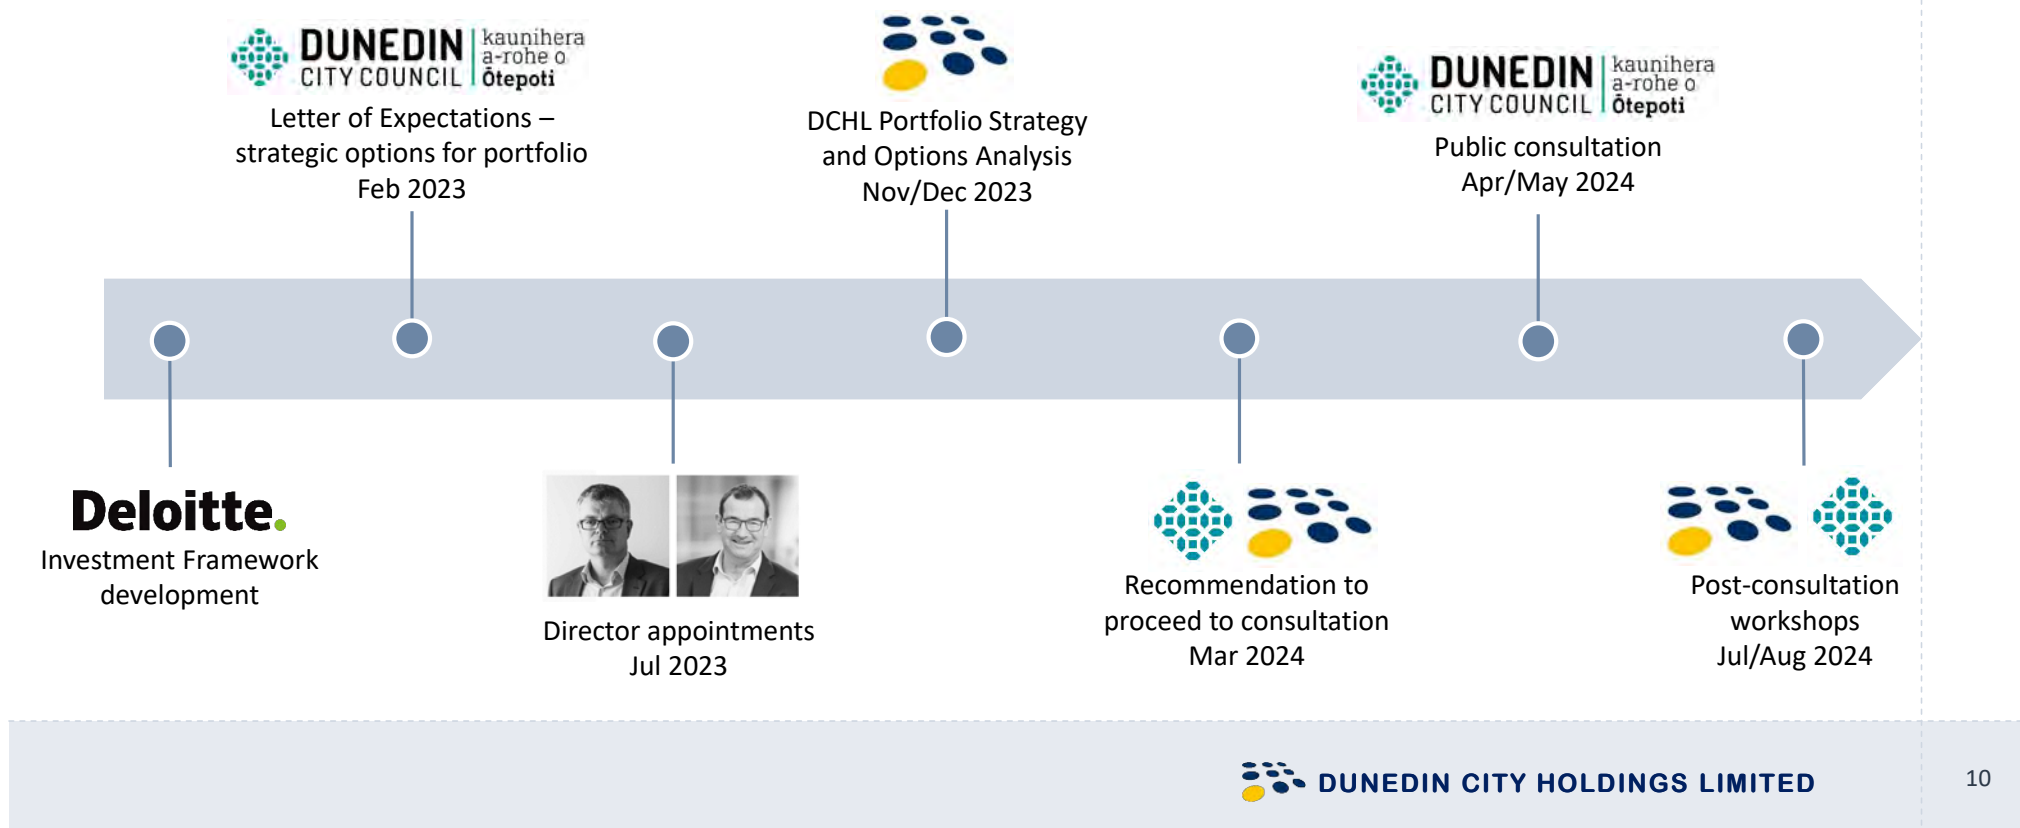 DUNEDIN
CITY COUNCIL
kaunihera
a-rohe o
Ōtepoti
Letter of Expectations –
strategic options for portfolio
Feb 2023
DCHL Portfolio Strategy
and Options Analysis
Nov/Dec 2023
DUNEDIN
CITY COUNCIL
kaunihera
a-rohe o
Ōtepoti
Public consultation
Apr/May 2024
Deloitte.
Investment Framework
development
Director appointments
Jul 2023
Recommendation to
proceed to consultation
Mar 2024
Post-consultation
workshops
Jul/Aug 2024
DUNEDIN CITY HOLDINGS LIMITED
10